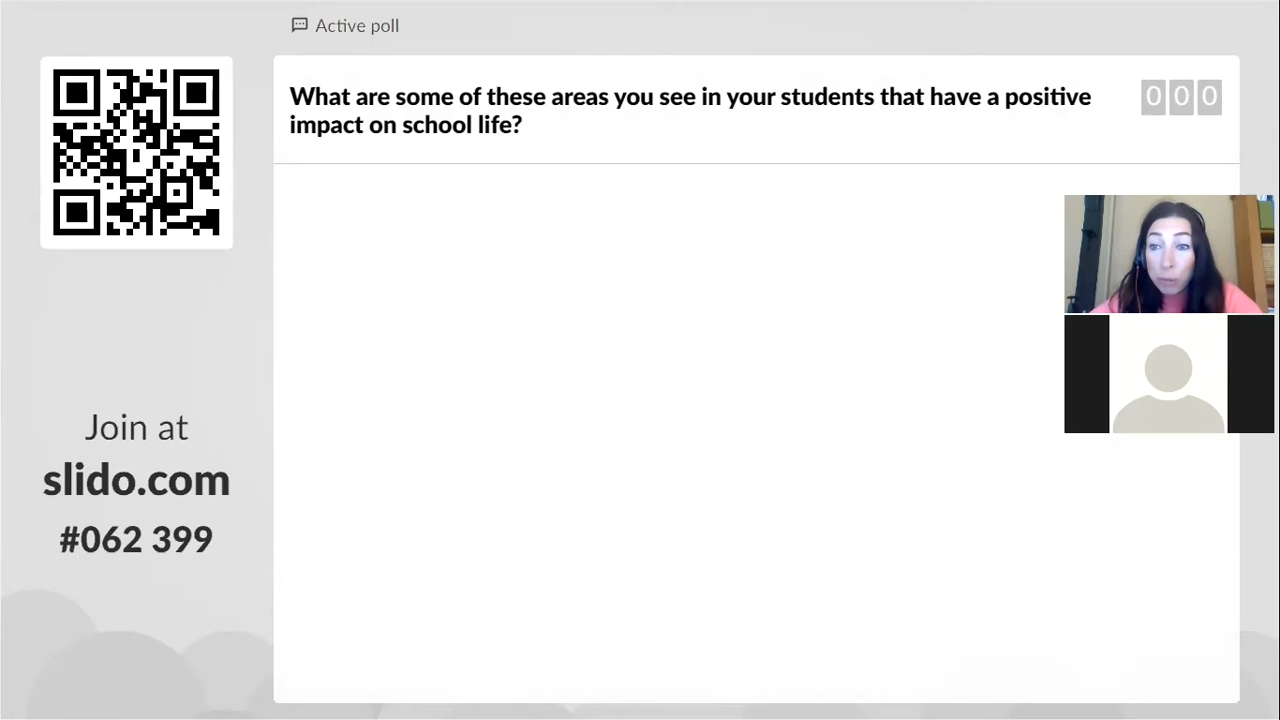 Active poll
What are some of these areas you see in your students that have a positive
impact on school life?
000
Join at
slido.com
#062 399